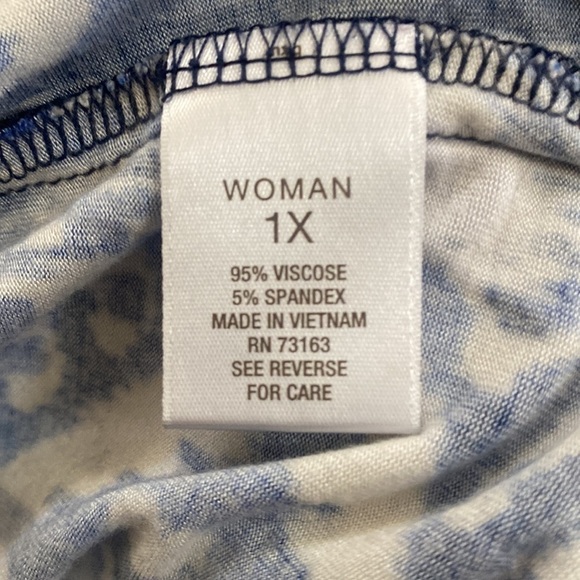 WOMAN
1X
95% VISCOSE
5% SPANDEX
MADE IN VIETNAM
RN 73163
SEE REVERSE
FOR CARE